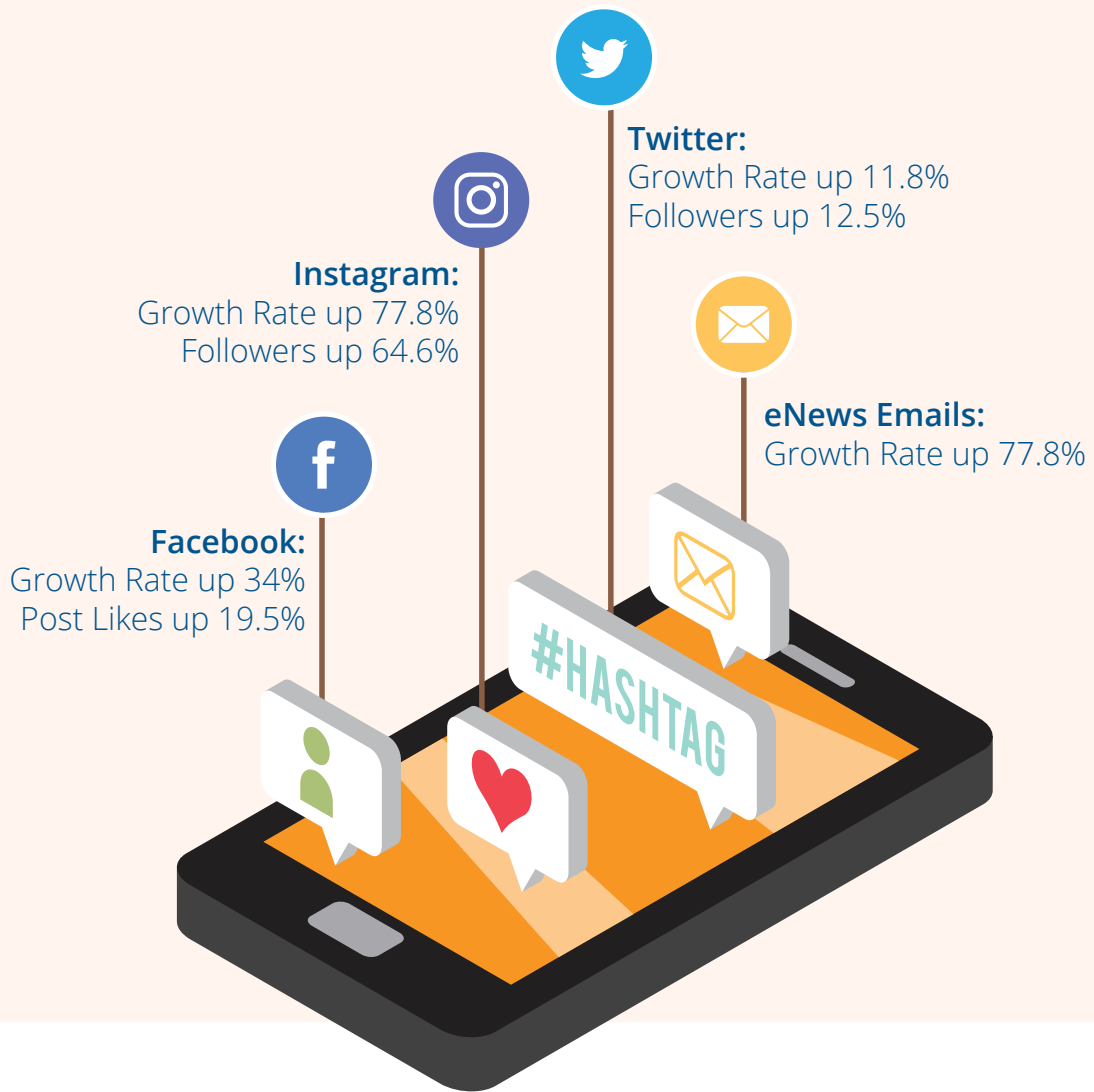 Twitter:
Growth Rate up 11.8%
Followers up 12.5%
Instagram:
Growth Rate up 77.8%
Followers up 64.6%
eNews Emails:
Growth Rate up 77.8%
f
Facebook:
Growth Rate up 34%
Post Likes up 19.5%
#HASHTAG